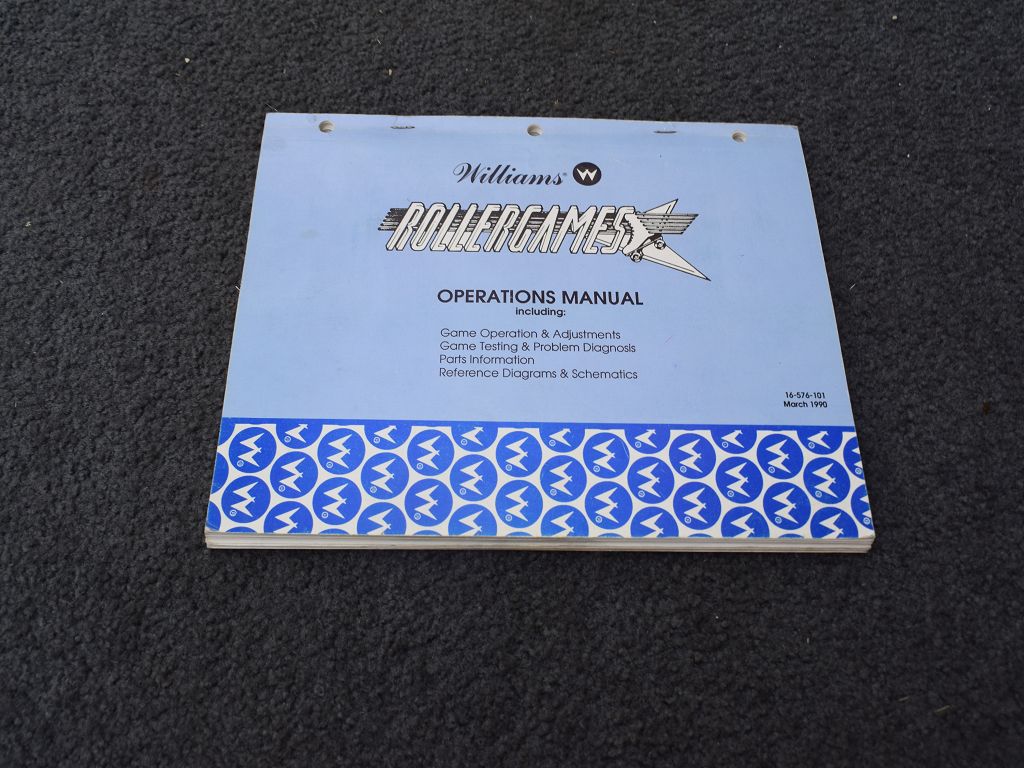 Williams® W
ROLLERGAMES
OPERATIONS MANUAL
including:
Game Operation & Adjustments
Game Testing & Problem Diagnosis
Parts Information
Reference Diagrams & Schematics
16-576-101
March 1990